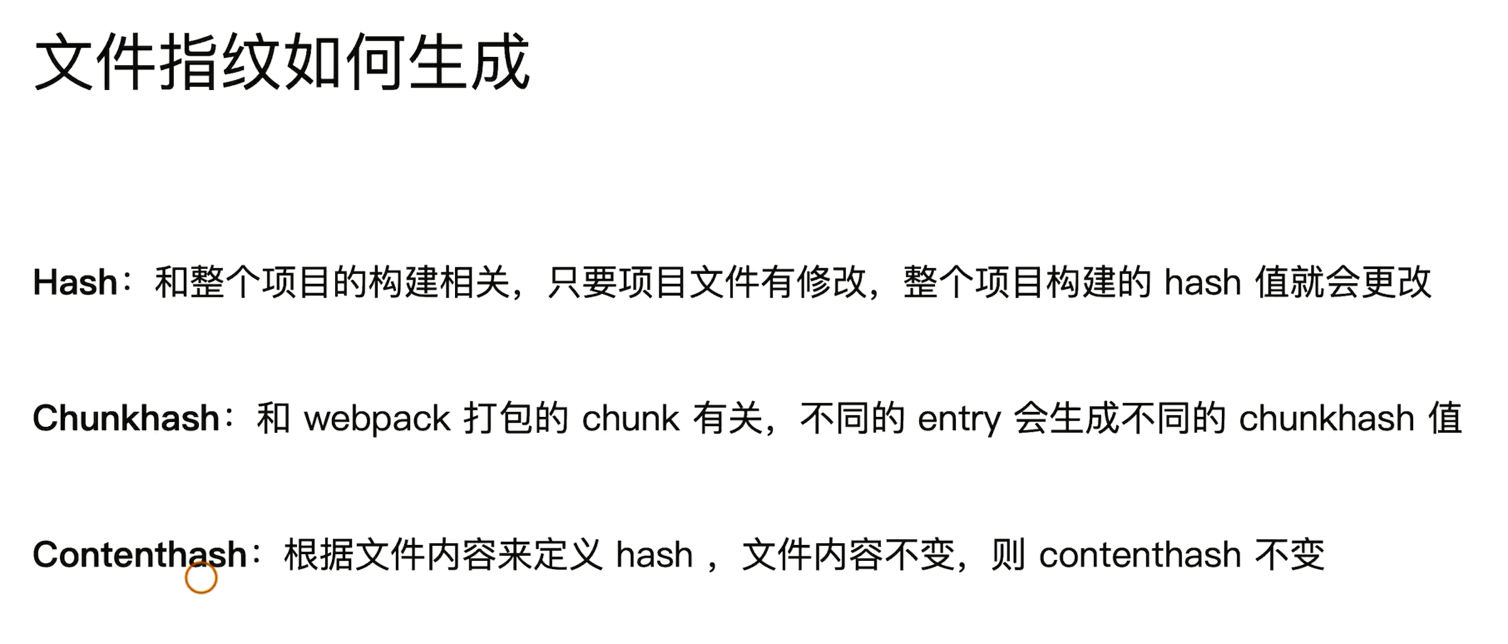 文件指纹如何生成
Hash：和整个项目的构建相关，只要项目文件有修改，整个项目构建的 hash 值就会更改
Chunkhash：和 webpack 打包的 chunk 有关，不同的 entry 会生成不同的 chunkhash 值
Contenthash：根据文件内容来定义 hash ，文件内容不变，则 contenthash 不变